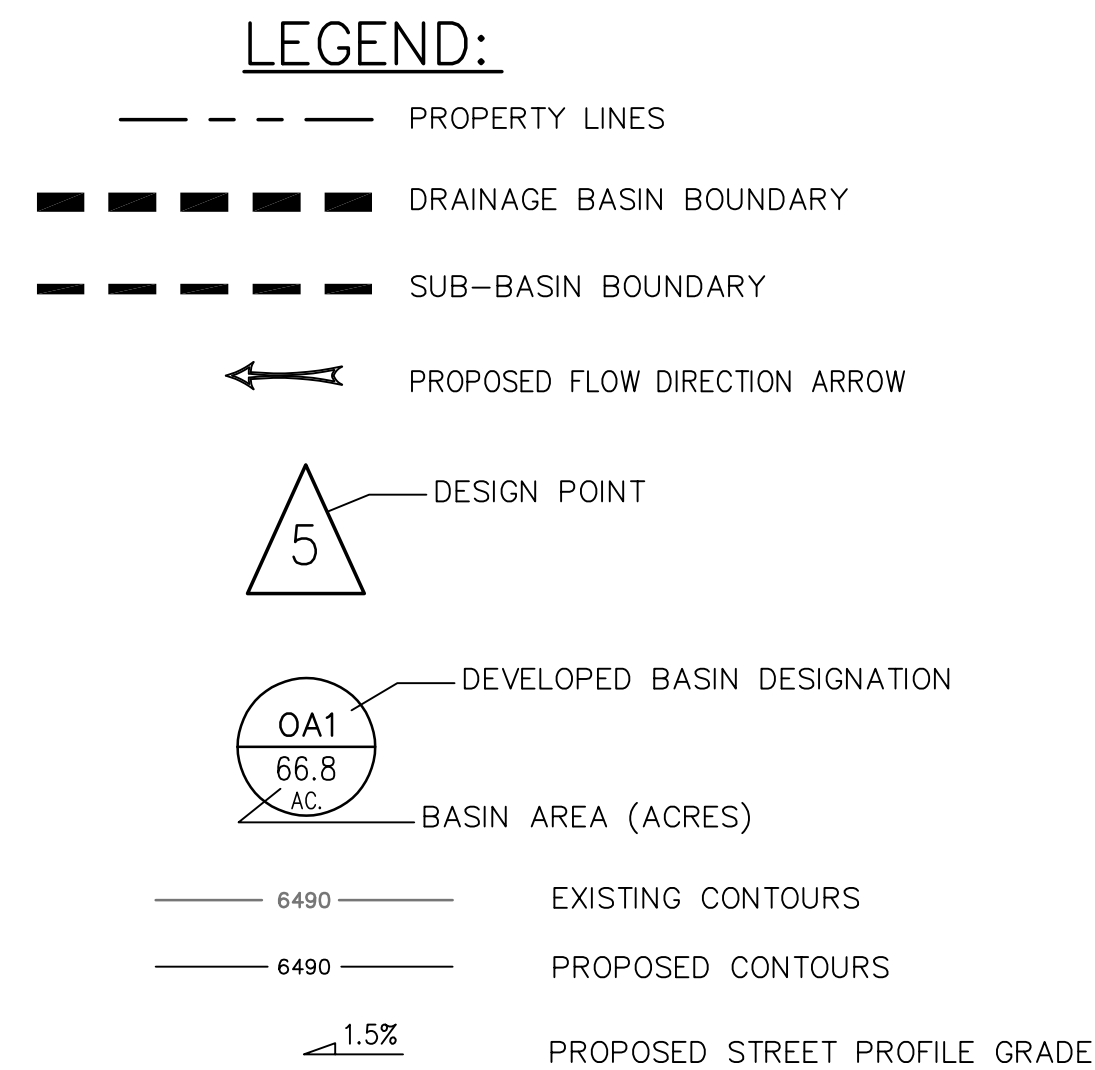 LEGEND:
PROPERTY LINES
DRAINAGE BASIN BOUNDARY
SUB-BASIN BOUNDARY
PROPOSED FLOW DIRECTION ARROW
DESIGN POINT
5
DEVELOPED BASIN DESIGNATION
OA1
66.8
AC.
BASIN AREA (ACRES)
6490 EXISTING CONTOURS
6490 PROPOSED CONTOURS
1.5% PROPOSED STREET PROFILE GRADE